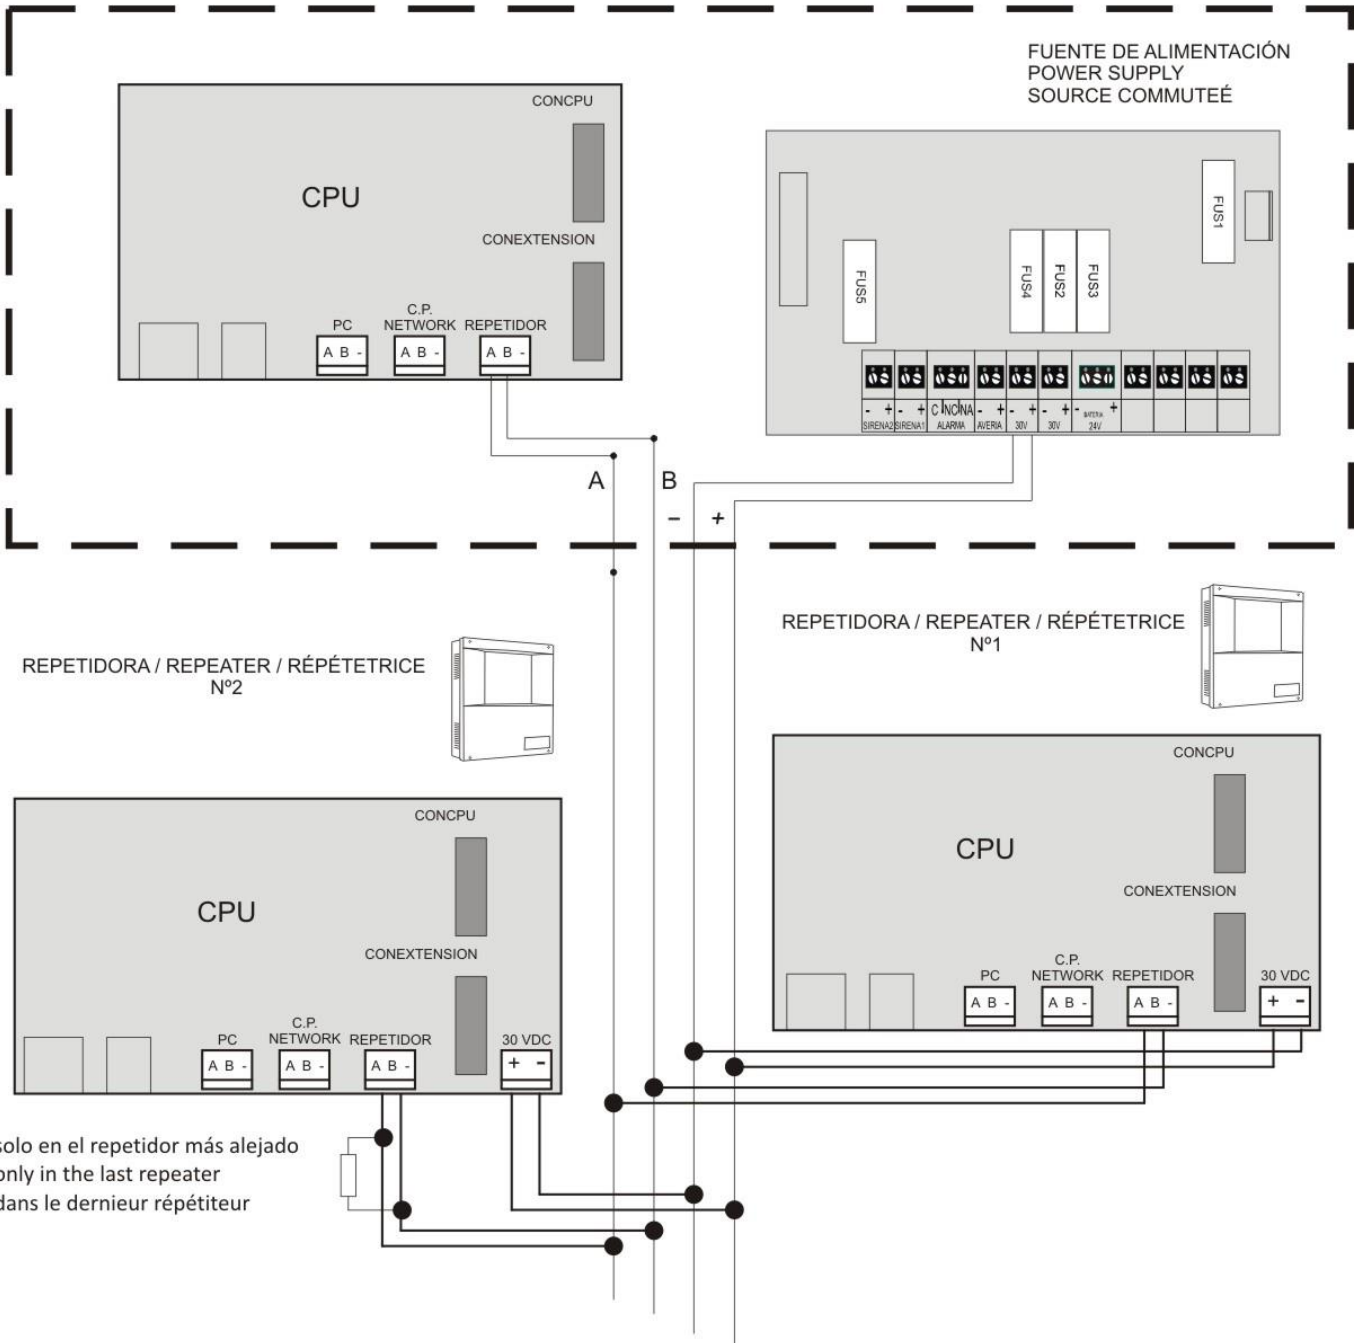 FUENTE DE ALIMENTACIÓN
POWER SUPPLY
SOURCE COMMUTEÉ
CONCPU
CPU
CONEXTENSION
PC
C.P.
NETWORK
REPETIDOR
A B -
A B -
A B -
FUS1
FUS5
FUS4
FUS2
FUS3
- +
- +
C NC NA
- +
- +
- +
- BATERIA +
SIRENA2
SIRENA1
ALARMA
AVERIA
30V
30V
24V
A
B
- +
REPETIDORA / REPEATER / RÉPÉTETRICE
Nº1
REPETIDORA / REPEATER / RÉPÉTETRICE
Nº2
CONCPU
CPU
CONEXTENSION
PC
C.P.
NETWORK
REPETIDOR
30 VDC
A B -
A B -
A B -
+ -
CONCPU
CPU
CONEXTENSION
PC
C.P.
NETWORK
REPETIDOR
30 VDC
A B -
A B -
A B -
+ -
solo en el repetidor más alejado
only in the last repeater
dans le dernieur répétiteur